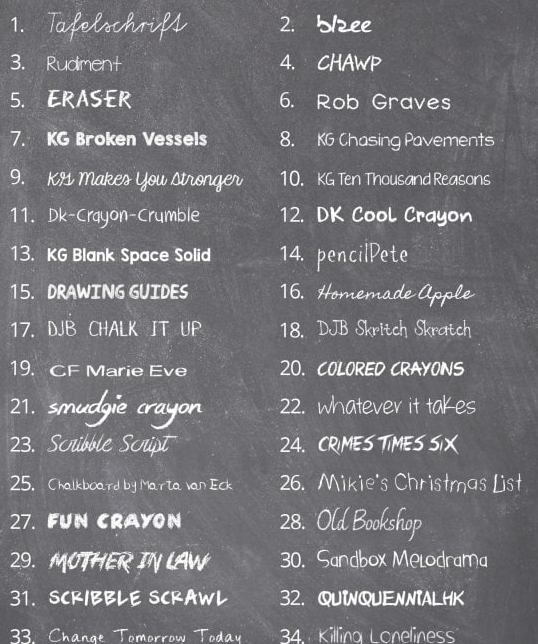 1. Tafelschrift 2. blzee
3. Rudiment 4. CHAWP
5. ERASER 6. Rob Graves
7. KG Broken Vessels 8. KG Chasing Pavements
9. KG Makes You Stronger 10. KG Ten Thousand Reasons
11. Dk-Crayon-Crumble 12. DK Cool Crayon
13. KG Blank Space Solid 14. pencilPete
15. DRAWING GUIDES 16. Homemade Apple
17. DJB CHALK IT UP 18. DJB Skritch Skratch
19. CF Marie Eve 20. COLORED CRAYONS
21. smudgie crayon 22. whatever it takes
23. Scribble Script 24. CRIMES TIMES SIX
25. Chalkboard by Marta van Eck 26. Mikie's Christmas List
27. FUN CRAYON 28. Old Bookshop
29. MOTHER IN LAW 30. Sandbox Melodrama
31. SCRIBBLE SCRAWL 32. QUINQUENNIALHK
33. Change Tomorrow Today 34. Killing Loneliness